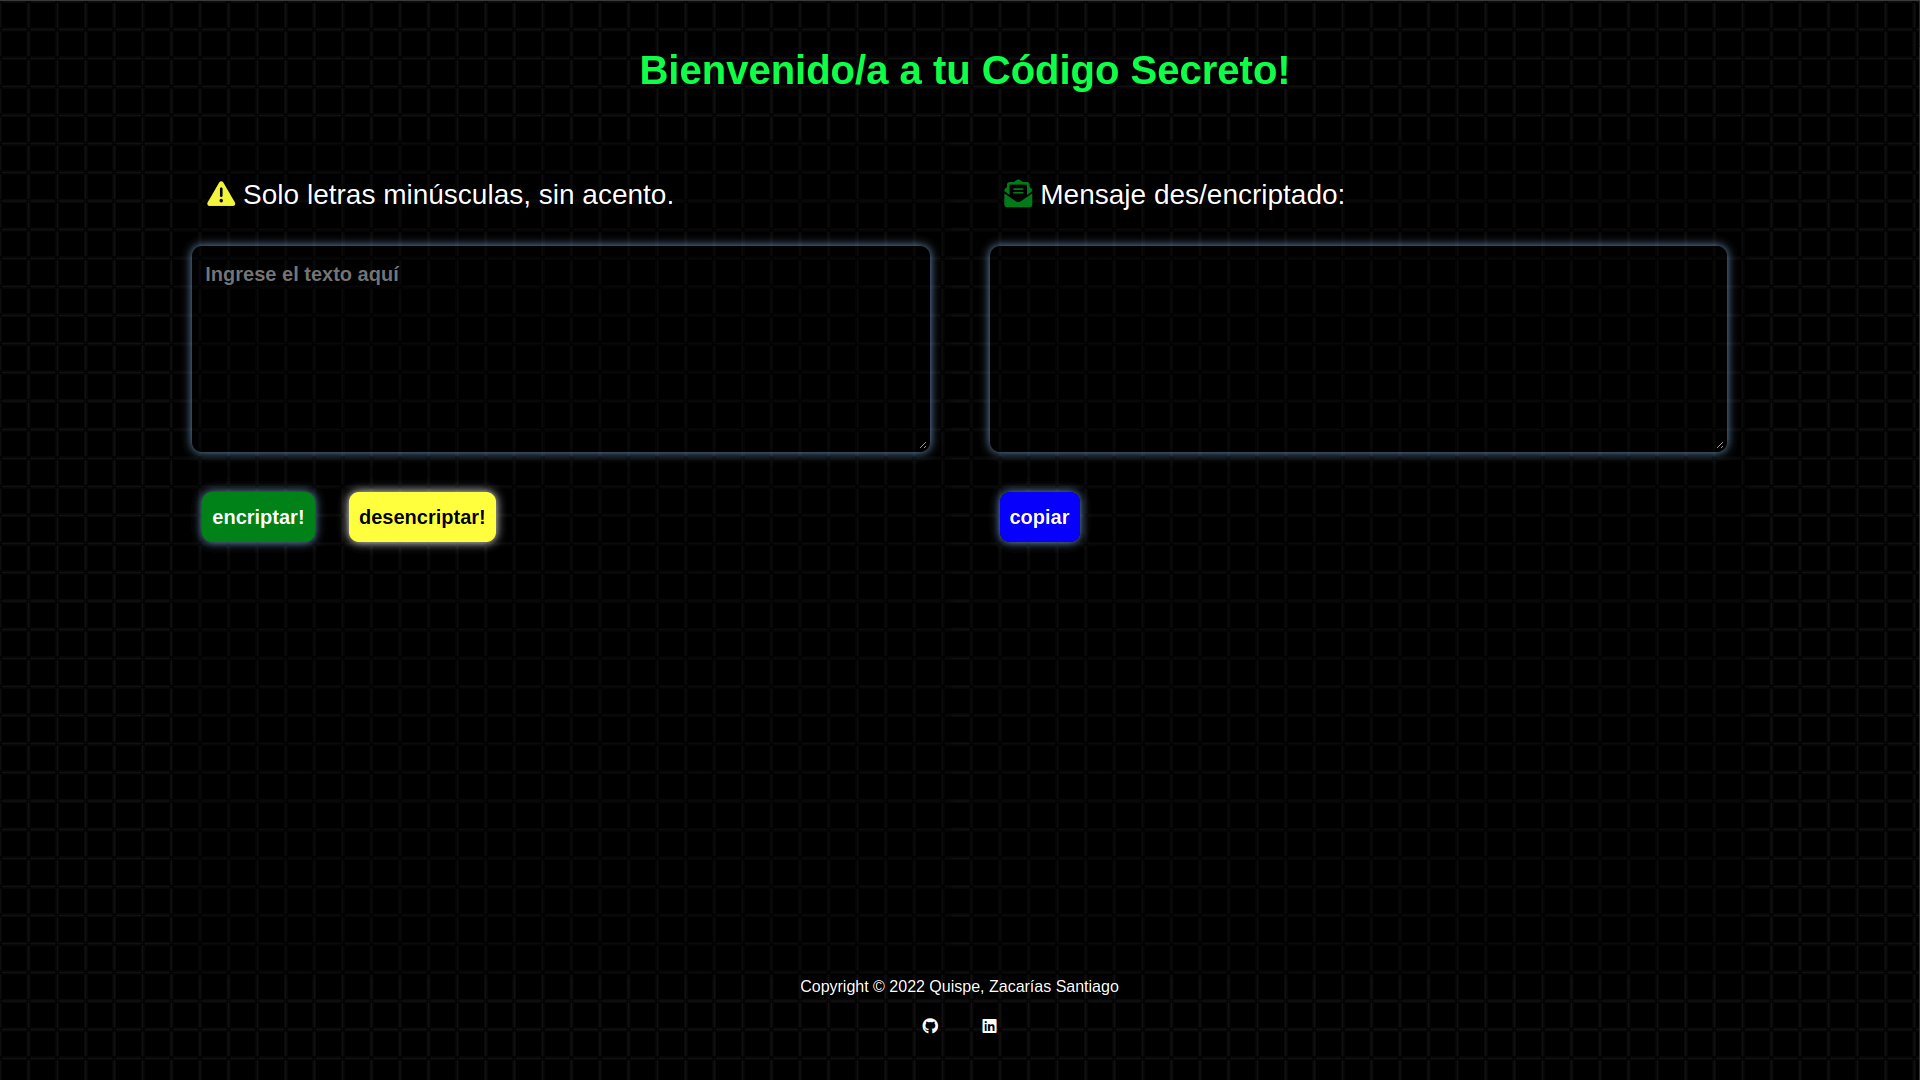 Bienvenido/a a tu Código Secreto!
Solo letras minúsculas, sin acento.
Ingrese el texto aquí
encriptar!
desencriptar!
Mensaje des/encriptado:
copiar
Copyright © 2022 Quispe, Zacarías Santiago